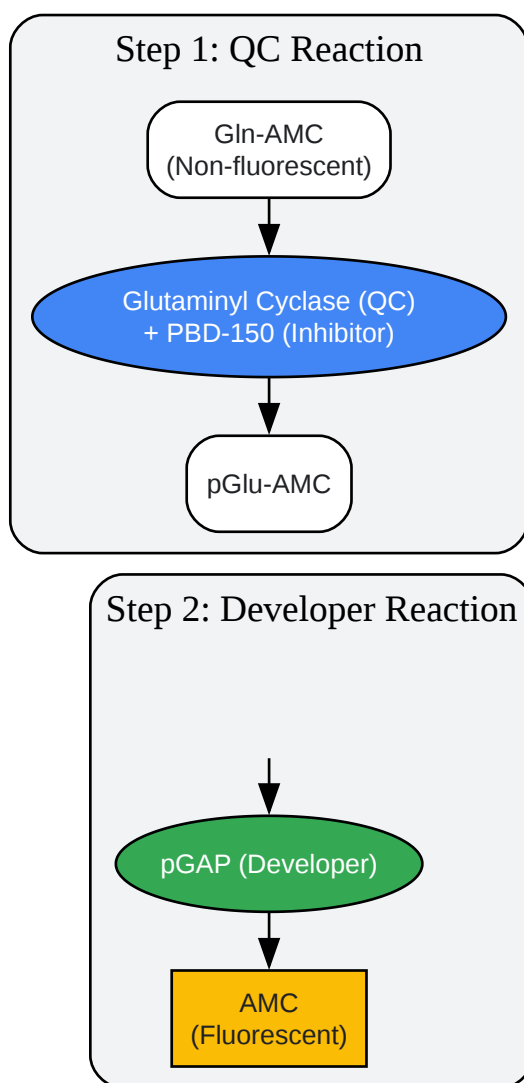 Step 1: QC Reaction
Gln-AMC
(Non-fluorescent)
Glutaminyl Cyclase (QC)
+ PBD-150 (Inhibitor)
pGlu-AMC
Step 2: Developer Reaction
pGAP (Developer)
AMC
(Fluorescent)